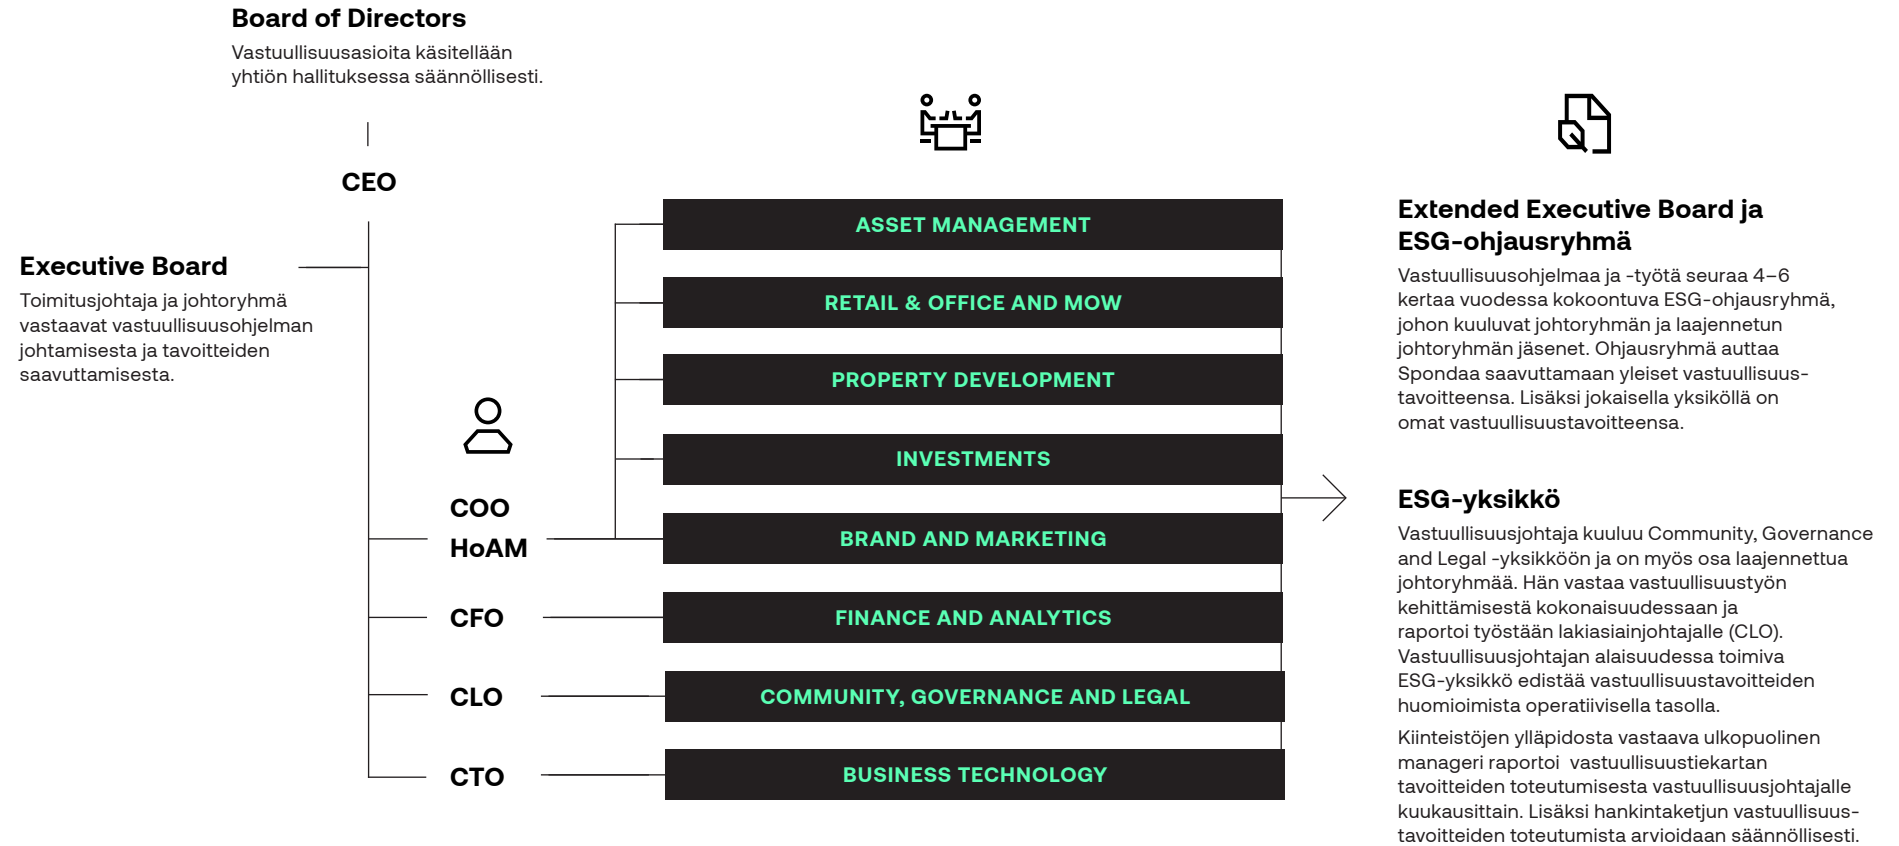 Board of Directors
Vastuullisuusasioita käsitellään
yhtiön hallituksessa säännöllisesti.
CEO
Executive Board
Toimitusjohtaja ja johtoryhmä
vastaavat vastuullisuusohjelman
johtamisesta ja tavoitteiden
saavuttamisesta.
COO
HoAM
CFO
CLO
CTO
ASSET MANAGEMENT
RETAIL & OFFICE AND MOW
PROPERTY DEVELOPMENT
INVESTMENTS
BRAND AND MARKETING
FINANCE AND ANALYTICS
COMMUNITY, GOVERNANCE AND LEGAL
BUSINESS TECHNOLOGY
Extended Executive Board ja
ESG-ohjausryhmä
Vastuullisuusohjelmaa ja -työtä seuraa 4–6
kertaa vuodessa kokoontuva ESG-ohjausryhmä,
johon kuuluvat johtoryhmän ja laajennetun
johtoryhmän jäsenet. Ohjausryhmä auttaa
Spondaa saavuttamaan yleiset vastuullisuus-
tavoitteensa. Lisäksi jokaisella yksiköllä on
omat vastuullisuustavoitteensa.
ESG-yksikkö
Vastuullisuusjohtaja kuuluu Community, Governance
and Legal -yksikköön ja on myös osa laajennettua
johtoryhmää. Hän vastaa vastuullisuustyön
kehittämisestä kokonaisuudessaan ja
raportoi työstään lakiasiainjohtajalle (CLO).
Vastuullisuusjohtajan alaisuudessa toimiva
ESG-yksikkö edistää vastuullisuustavoitteiden
huomioimista operatiivisella tasolla.
Kiinteistöjen ylläpidosta vastaava ulkopuolinen
manageri raportoi vastuullisuustiekartan
tavoitteiden toteutumisesta vastuullisuusjohtajalle
kuukausittain. Lisäksi hankintaketjun vastuullisuus-
tavoitteiden toteutumista arvioidaan säännöllisesti.